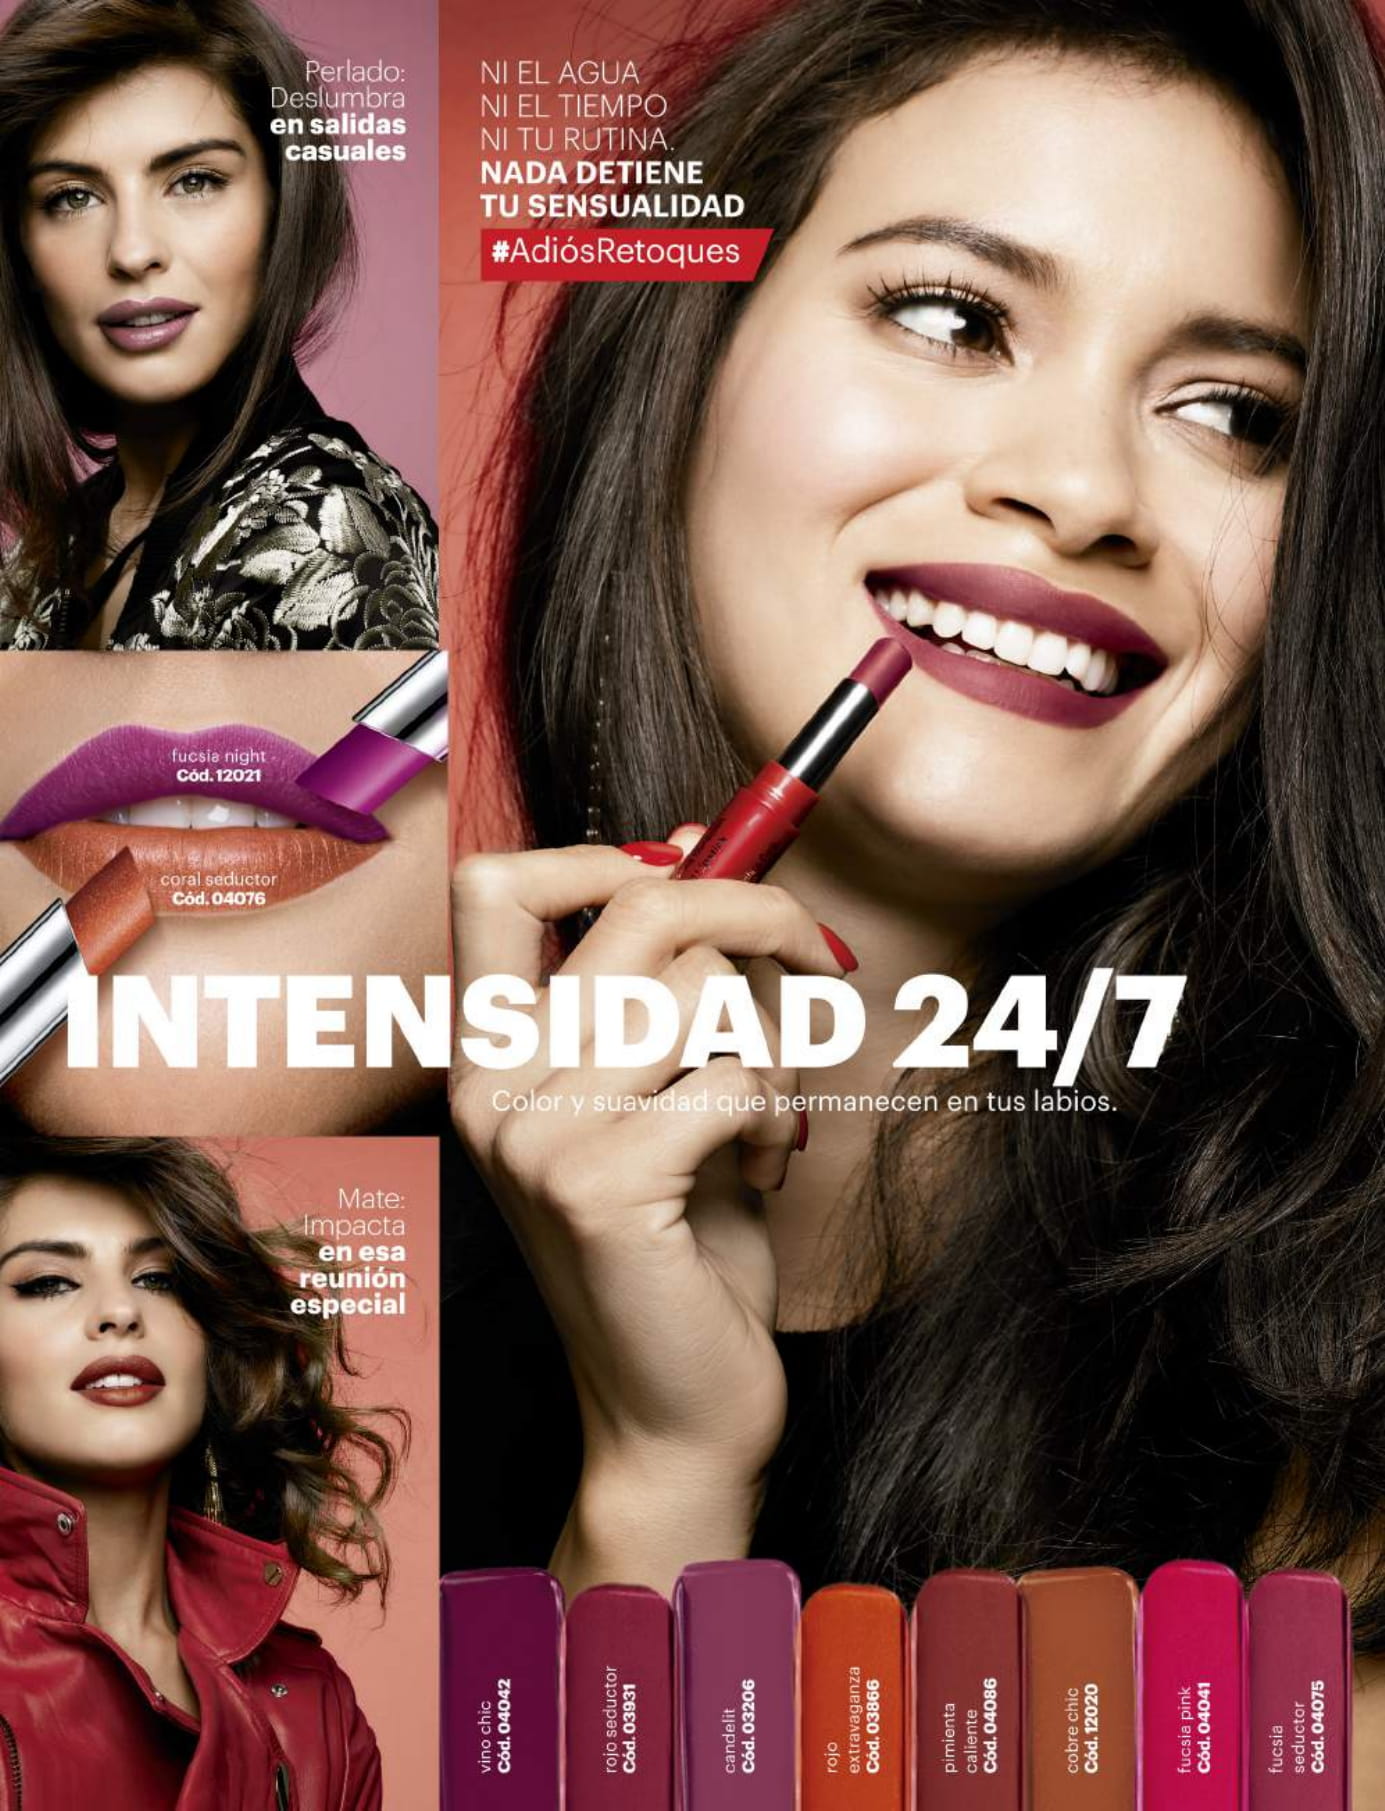 Perlado:
Deslumbra
en salidas
casuales
NI EL AGUA
NI EL TIEMPO
NI TU RUTINA.
NADA DETIENE
TU SENSUALIDAD
#AdiósRetoques
fucsia night
Cód. 12021
coral seductor
Cód. 04076
INTENSIDAD 24/7
Color y suavidad que permanecen en tus labios.
Mate:
Impacta
en esa
reunión
especial
vino chic
Cód. 04042
rojo seductor
Cód. 03931
candelit
Cód. 03206
rojo
extravaganza
Cód. 03866
pimienta
caliente
Cód. 04086
cobre chic
Cód. 12020
fucsia pink
Cód. 04041
fucsia
seductor
Cód. 04075